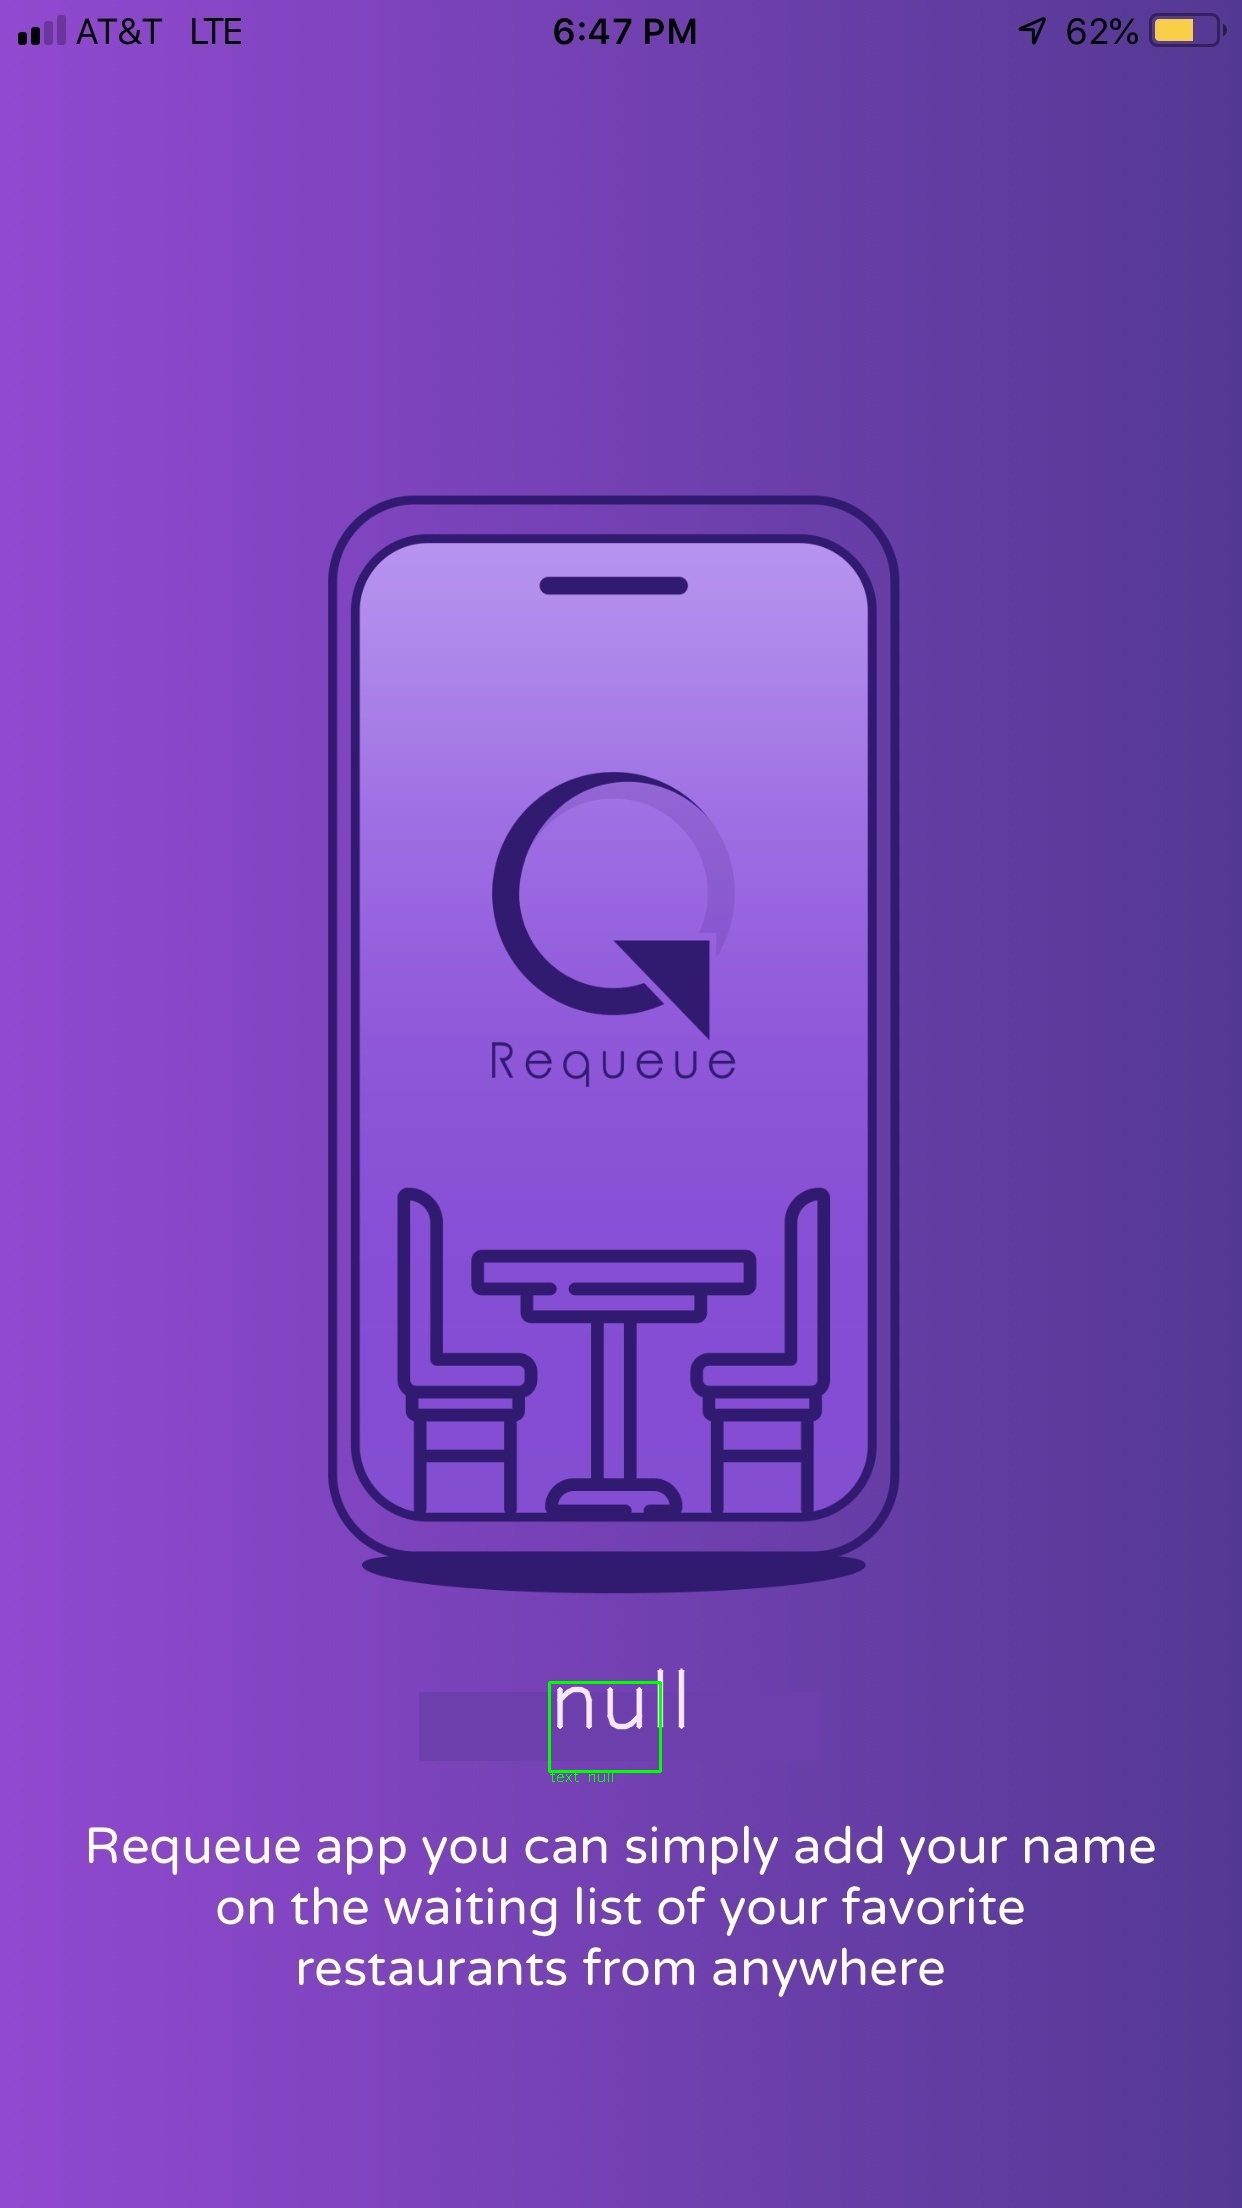 AT&T LTE 6:47 PM 62%
Requeue
null
text null
Requeue app you can simply add your name
on the waiting list of your favorite
restaurants from anywhere